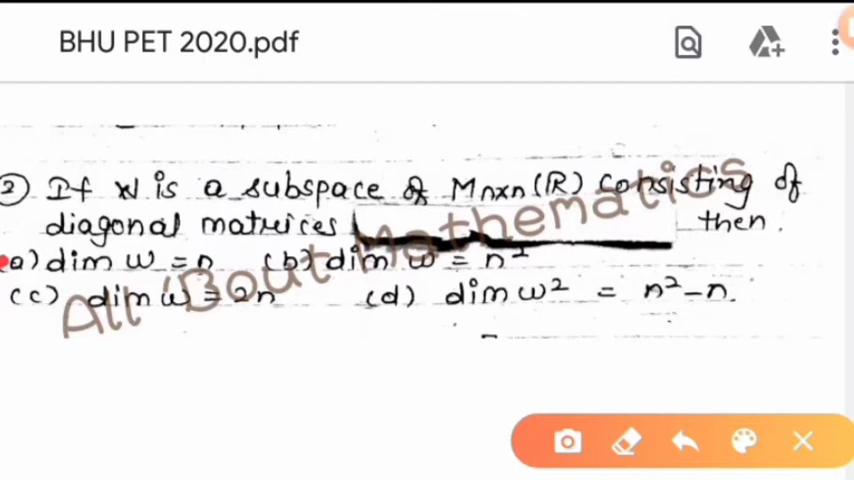 BHU PET 2020.pdf
② If W is a subspace of Mnxn(R) consisting of
diagonal matrices then.
(a) dim W = n (b) dim W = n²
(c) dim W = 2n (d) dim W² = n²-n.
All 'Bout Mathematics